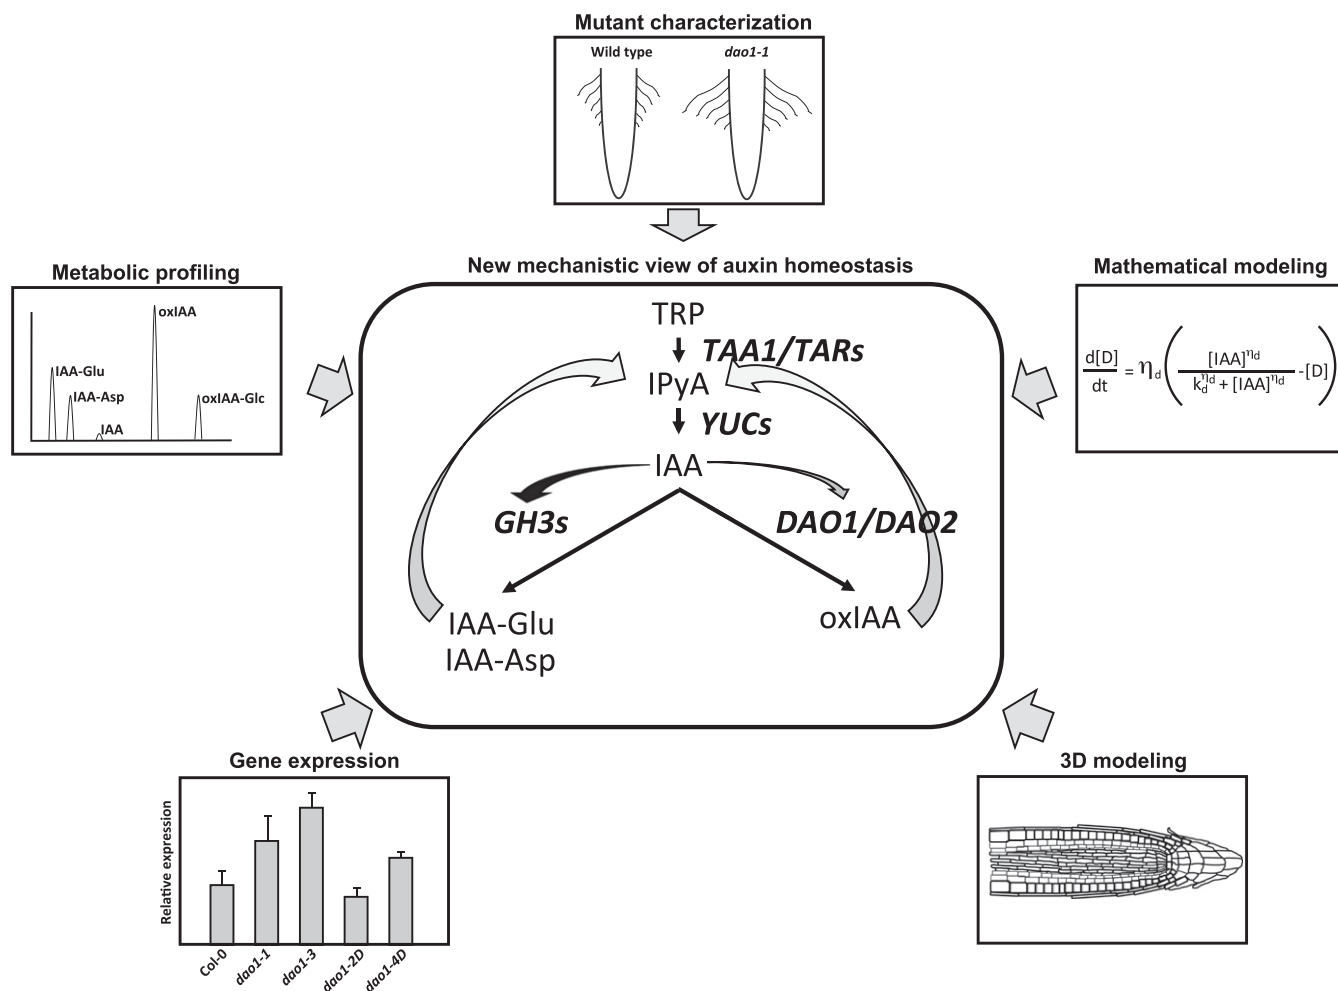 Mutant characterization
Wild type
dao1-1
Metabolic profiling
oxIAA
IAA-Glu
IAA-Asp
IAA
oxIAA-Glc
New mechanistic view of auxin homeostasis
TRP
TAA1/TARs
IPyA
YUCs
IAA
GH3s
DAO1/DAO2
IAA-Glu
IAA-Asp
oxIAA
Mathematical modeling
d[D]/dt = ηd ( [IAA]^ηd / kd^ηd + [IAA]^ηd -[D] )
Gene expression
Relative expression
Col-0
dao1-1
dao1-3
dao1-2D
dao1-4D
3D modeling